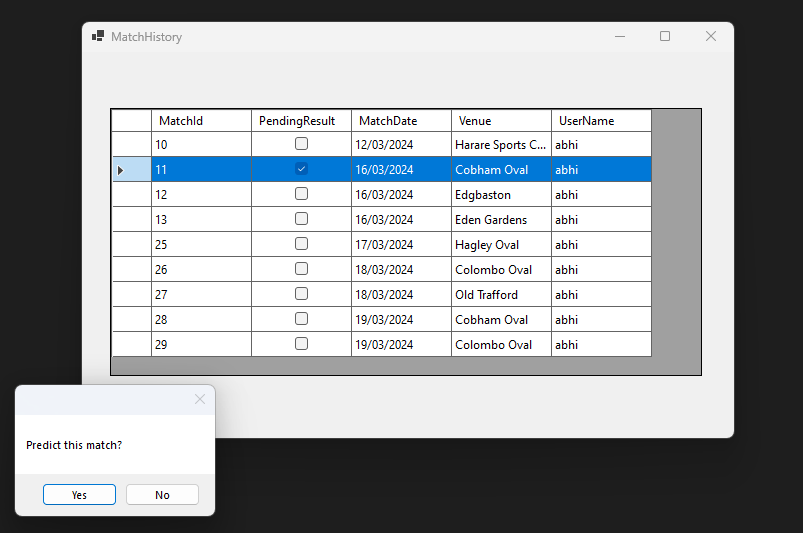 MatchHistory
MatchId PendingResult MatchDate Venue UserName
10 12/03/2024 Harare Sports C... abhi
11 16/03/2024 Cobham Oval abhi
12 16/03/2024 Edgbaston abhi
13 16/03/2024 Eden Gardens abhi
25 17/03/2024 Hagley Oval abhi
26 18/03/2024 Colombo Oval abhi
27 18/03/2024 Old Trafford abhi
28 19/03/2024 Cobham Oval abhi
29 19/03/2024 Colombo Oval abhi
Predict this match?
Yes No